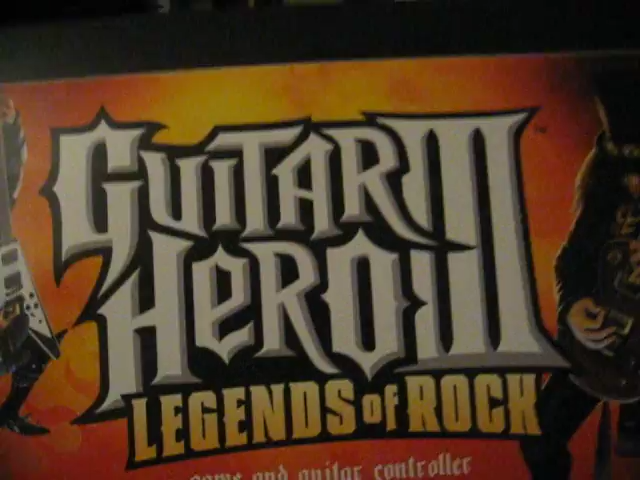 GUITAR
HERO III
LEGENDS OF ROCK
game and guitar controller